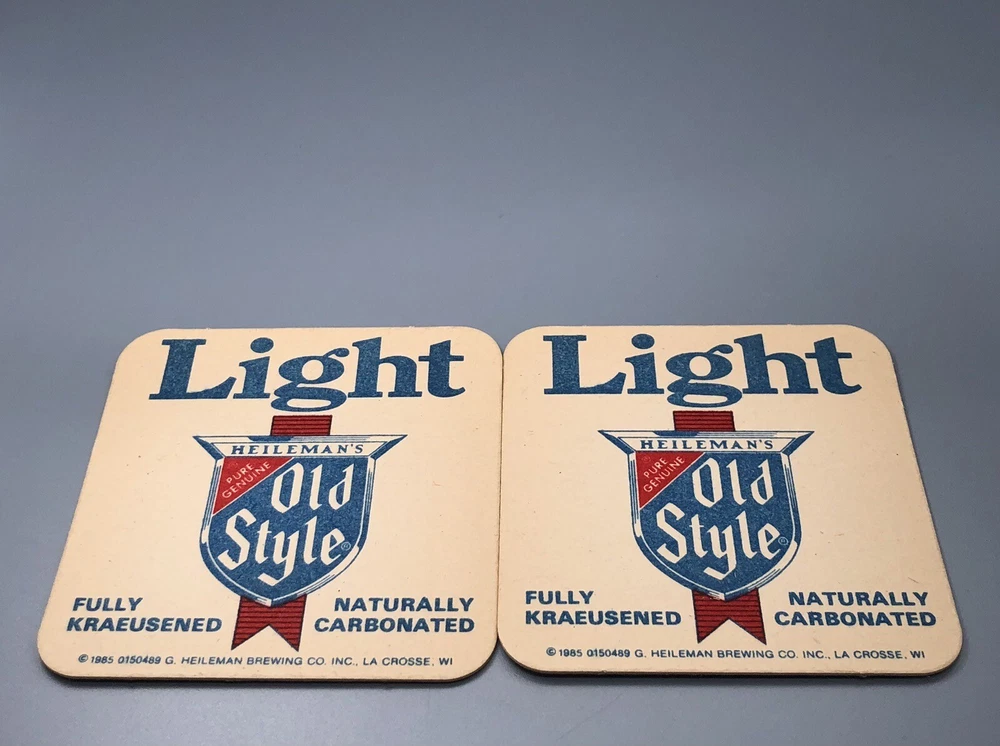 Light
HEILEMAN'S
PURE
GENUINE
Old
Style®
FULLY
KRAEUSENED
NATURALLY
CARBONATED
© 1985 0150489 G. HEILEMAN BREWING CO. INC., LA CROSSE, WI
Light
HEILEMAN'S
PURE
GENUINE
Old
Style®
FULLY
KRAEUSENED
NATURALLY
CARBONATED
© 1985 0150489 G. HEILEMAN BREWING CO. INC., LA CROSSE, WI